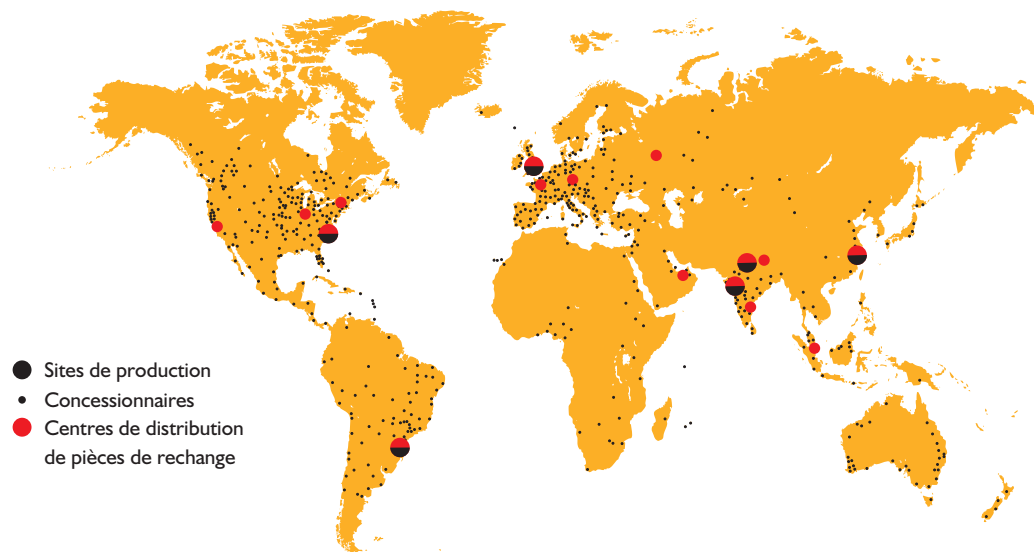 Sites de production
Concessionnaires
Centres de distribution
de pièces de rechange